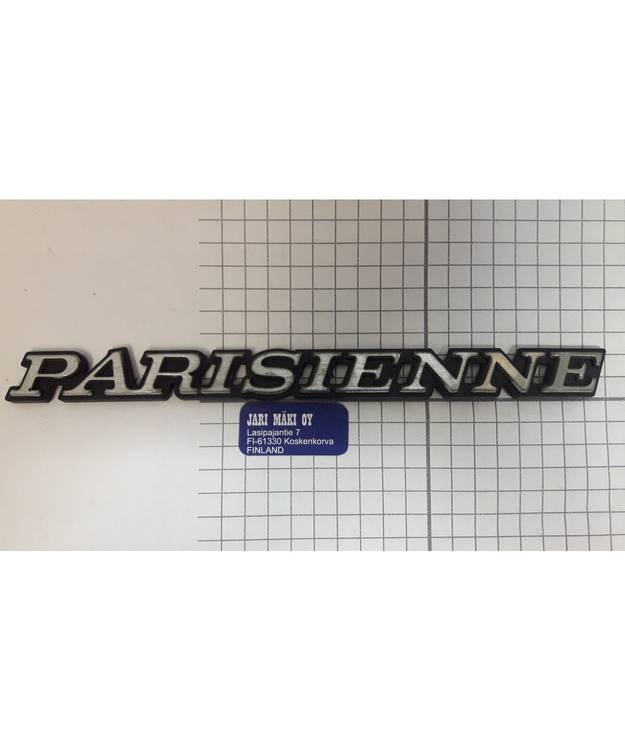 PARISIENNE
JARI MÄKI OY
Lasipajantie 7
FI-61330 Koskenkorva
FINLAND